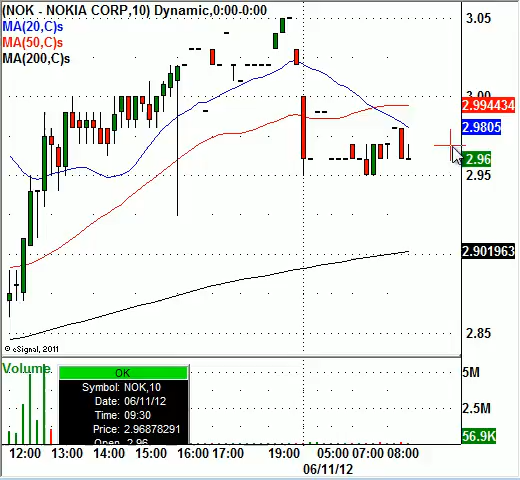 (NOK - NOKIA CORP,10) Dynamic,0:00-0:00
MA(20,C)s
MA(50,C)s
MA(200,C)s
3.05
3.00
2.994434
2.9805
2.96
2.95
2.901963
2.85
© eSignal, 2011
Volume
OK
Symbol: NOK,10
Date: 06/11/12
Time: 09:30
Price: 2.96878291
Open 2.96
5M
2.5M
56.9K
12:00 13:00 14:00 15:00 16:00 17:00 19:00 05:00 07:00 08:00
06/11/12